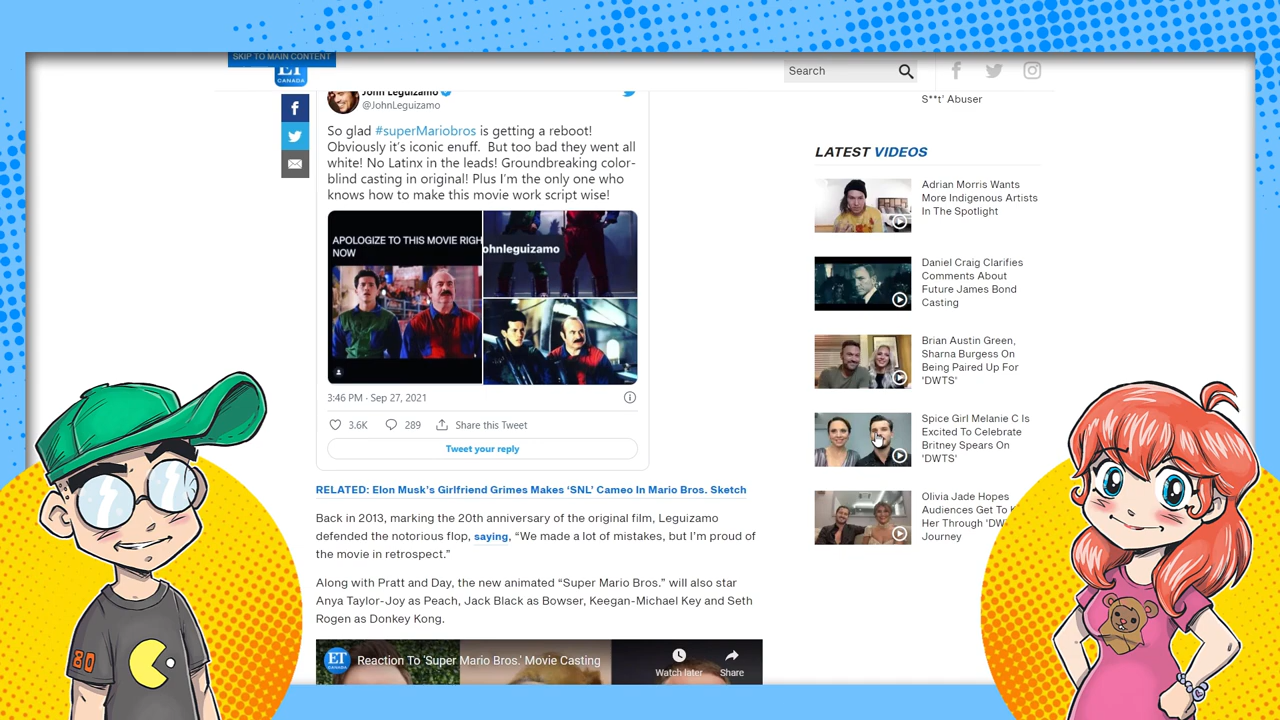 SKIP TO MAIN CONTENT
ET
CANADA
Search
John Leguizamo
@JohnLeguizamo
So glad #superMariobros is getting a reboot!
Obviously it's iconic enuff. But too bad they went all
white! No Latinx in the leads! Groundbreaking color-
blind casting in original! Plus I'm the only one who
knows how to make this movie work script wise!
APOLOGIZE TO THIS MOVIE RIGH
NOW
ohnleguizamo
3:46 PM · Sep 27, 2021
3.6K
289
Share this Tweet
Tweet your reply
RELATED: Elon Musk's Girlfriend Grimes Makes 'SNL' Cameo In Mario Bros. Sketch
Back in 2013, marking the 20th anniversary of the original film, Leguizamo
defended the notorious flop, saying, “We made a lot of mistakes, but I'm proud of
the movie in retrospect.”
Along with Pratt and Day, the new animated “Super Mario Bros.” will also star
Anya Taylor-Joy as Peach, Jack Black as Bowser, Keegan-Michael Key and Seth
Rogen as Donkey Kong.
ET
CANADA
Reaction To 'Super Mario Bros.' Movie Casting
Watch later
Share
S**t' Abuser
LATEST VIDEOS
Adrian Morris Wants
More Indigenous Artists
In The Spotlight
Daniel Craig Clarifies
Comments About
Future James Bond
Casting
Brian Austin Green,
Sharna Burgess On
Being Paired Up For
'DWTS'
Spice Girl Melanie C Is
Excited To Celebrate
Britney Spears On
'DWTS'
Olivia Jade Hopes
Audiences Get To K
Her Through 'DW
Journey
80